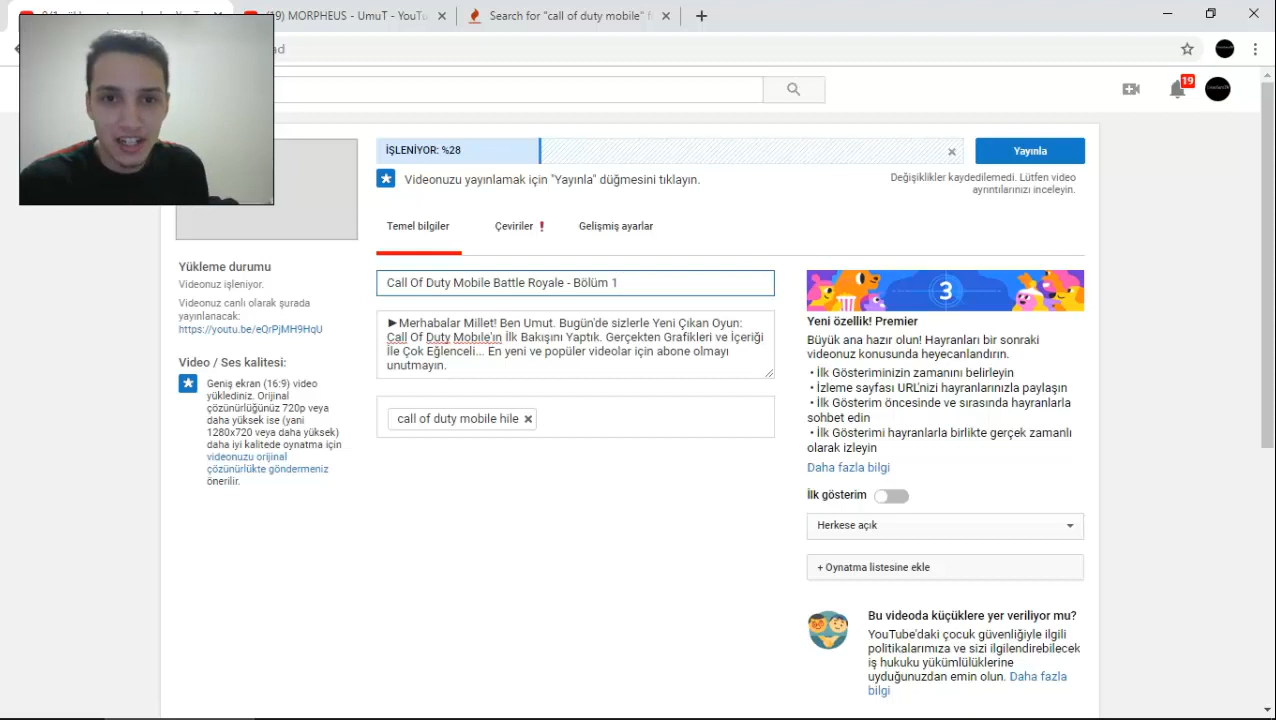 (19) MORPHEUS - UmuT - YouTu
Search for "call of duty mobile" f
ad
19
İŞLENİYOR: %28
Yayınla
Videonuzu yayınlamak için "Yayınla" düğmesini tıklayın.
Değişiklikler kaydedilemedi. Lütfen video
ayrıntılarınızı inceleyin.
Temel bilgiler
Çeviriler !
Gelişmiş ayarlar
Yükleme durumu
Videonuz işleniyor.
Videonuz canlı olarak şurada
yayınlanacak:
https://youtu.be/eQrPjMH9HqU
Video / Ses kalitesi:
Geniş ekran (16:9) video
yüklediniz. Orijinal
çözünürlüğünüz 720p veya
daha yüksek ise (yani
1280x720 veya daha yüksek)
daha iyi kalitede oynatma için
videonuzu orijinal
çözünürlükte göndermeniz
önerilir.
Call Of Duty Mobile Battle Royale - Bölüm 1
►Merhabalar Millet! Ben Umut. Bugün'de sizlerle Yeni Çıkan Oyun:
Call Of Duty Mobıle'ın İlk Bakışını Yaptık. Gerçekten Grafikleri ve İçeriği
İle Çok Eğlenceli... En yeni ve popüler videolar için abone olmayı
unutmayın.
call of duty mobile hile
3
Yeni özellik! Premier
Büyük ana hazır olun! Hayranları bir sonraki
videonuz konusunda heyecanlandırın.
• İlk Gösteriminizin zamanını belirleyin
• İzleme sayfası URL'nizi hayranlarınızla paylaşın
• İlk Gösterim öncesinde ve sırasında hayranlarla
sohbet edin
• İlk Gösterimi hayranlarla birlikte gerçek zamanlı
olarak izleyin
Daha fazla bilgi
İlk gösterim
Herkese açık
+ Oynatma listesine ekle
Bu videoda küçüklere yer veriliyor mu?
YouTube'daki çocuk güvenliğiyle ilgili
politikalarımıza ve sizi ilgilendirebilecek
iş hukuku yükümlülüklerine
uyduğunuzdan emin olun. Daha fazla
bilgi